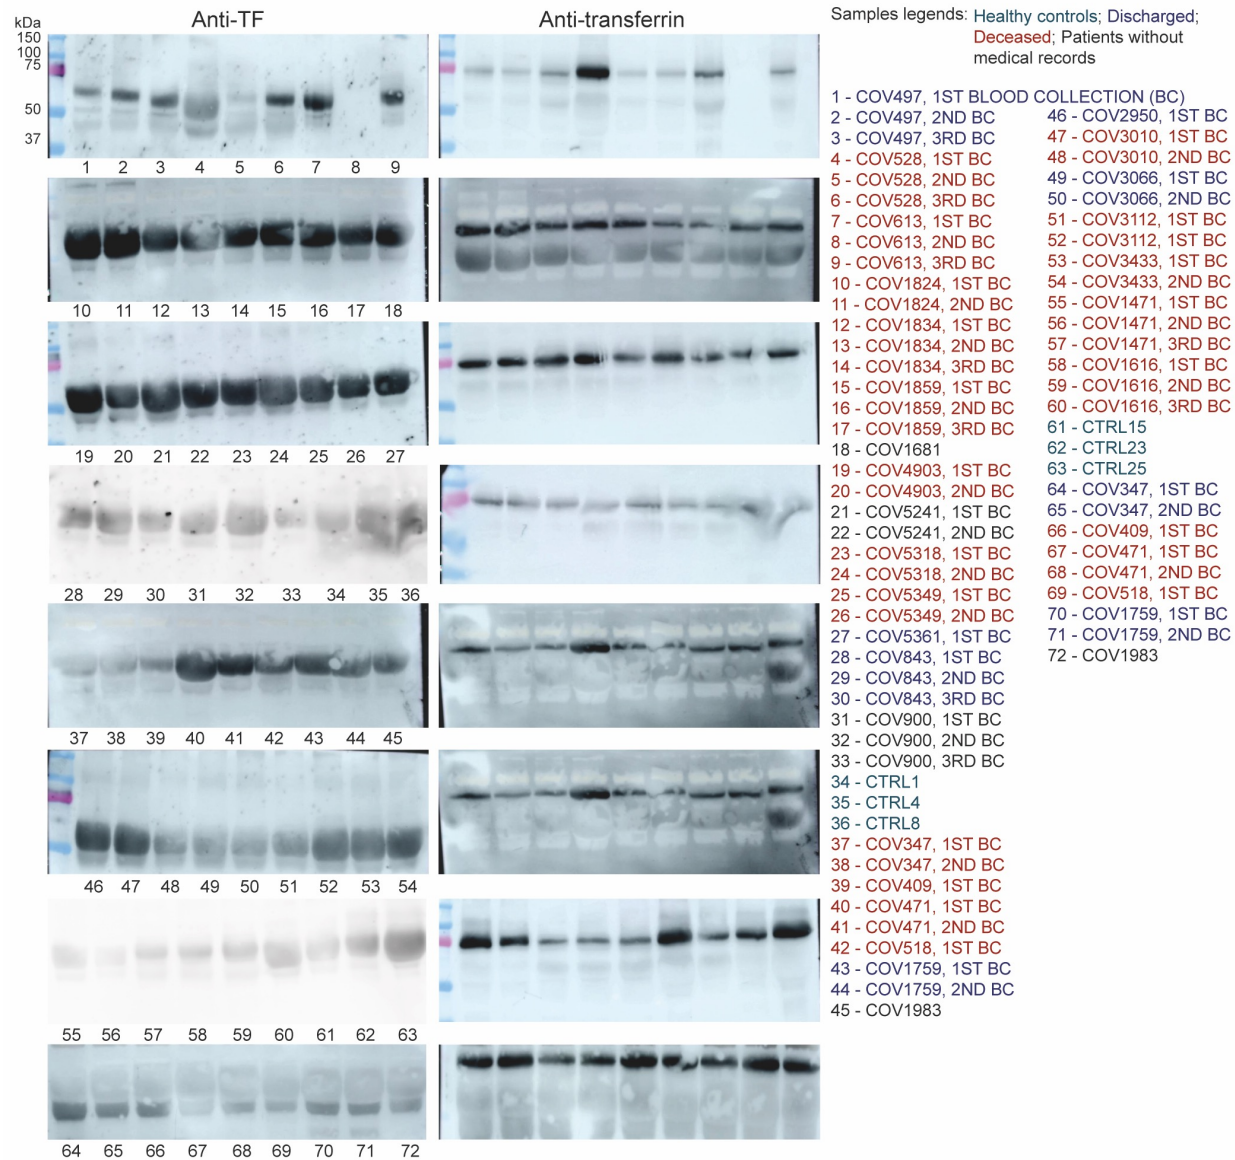 Anti-TF
Anti-transferrin
kDa
150
100
75
50
37
1 2 3 4 5 6 7 8 9
10 11 12 13 14 15 16 17 18
19 20 21 22 23 24 25 26 27
28 29 30 31 32 33 34 35 36
37 38 39 40 41 42 43 44 45
46 47 48 49 50 51 52 53 54
55 56 57 58 59 60 61 62 63
64 65 66 67 68 69 70 71 72
Samples legends: Healthy controls; Discharged;
Deceased; Patients without
medical records
1 - COV497, 1ST BLOOD COLLECTION (BC)
2 - COV497, 2ND BC
3 - COV497, 3RD BC
4 - COV528, 1ST BC
5 - COV528, 2ND BC
6 - COV528, 3RD BC
7 - COV613, 1ST BC
8 - COV613, 2ND BC
9 - COV613, 3RD BC
10 - COV1824, 1ST BC
11 - COV1824, 2ND BC
12 - COV1834, 1ST BC
13 - COV1834, 2ND BC
14 - COV1834, 3RD BC
15 - COV1859, 1ST BC
16 - COV1859, 2ND BC
17 - COV1859, 3RD BC
18 - COV1681
19 - COV4903, 1ST BC
20 - COV4903, 2ND BC
21 - COV5241, 1ST BC
22 - COV5241, 2ND BC
23 - COV5318, 1ST BC
24 - COV5318, 2ND BC
25 - COV5349, 1ST BC
26 - COV5349, 2ND BC
27 - COV5361, 1ST BC
28 - COV843, 1ST BC
29 - COV843, 2ND BC
30 - COV843, 3RD BC
31 - COV900, 1ST BC
32 - COV900, 2ND BC
33 - COV900, 3RD BC
34 - CTRL1
35 - CTRL4
36 - CTRL8
37 - COV347, 1ST BC
38 - COV347, 2ND BC
39 - COV409, 1ST BC
40 - COV471, 1ST BC
41 - COV471, 2ND BC
42 - COV518, 1ST BC
43 - COV1759, 1ST BC
44 - COV1759, 2ND BC
45 - COV1983
46 - COV2950, 1ST BC
47 - COV3010, 1ST BC
48 - COV3010, 2ND BC
49 - COV3066, 1ST BC
50 - COV3066, 2ND BC
51 - COV3112, 1ST BC
52 - COV3112, 1ST BC
53 - COV3433, 1ST BC
54 - COV3433, 2ND BC
55 - COV1471, 1ST BC
56 - COV1471, 2ND BC
57 - COV1471, 3RD BC
58 - COV1616, 1ST BC
59 - COV1616, 2ND BC
60 - COV1616, 3RD BC
61 - CTRL15
62 - CTRL23
63 - CTRL25
64 - COV347, 1ST BC
65 - COV347, 2ND BC
66 - COV409, 1ST BC
67 - COV471, 1ST BC
68 - COV471, 2ND BC
69 - COV518, 1ST BC
70 - COV1759, 1ST BC
71 - COV1759, 2ND BC
72 - COV1983